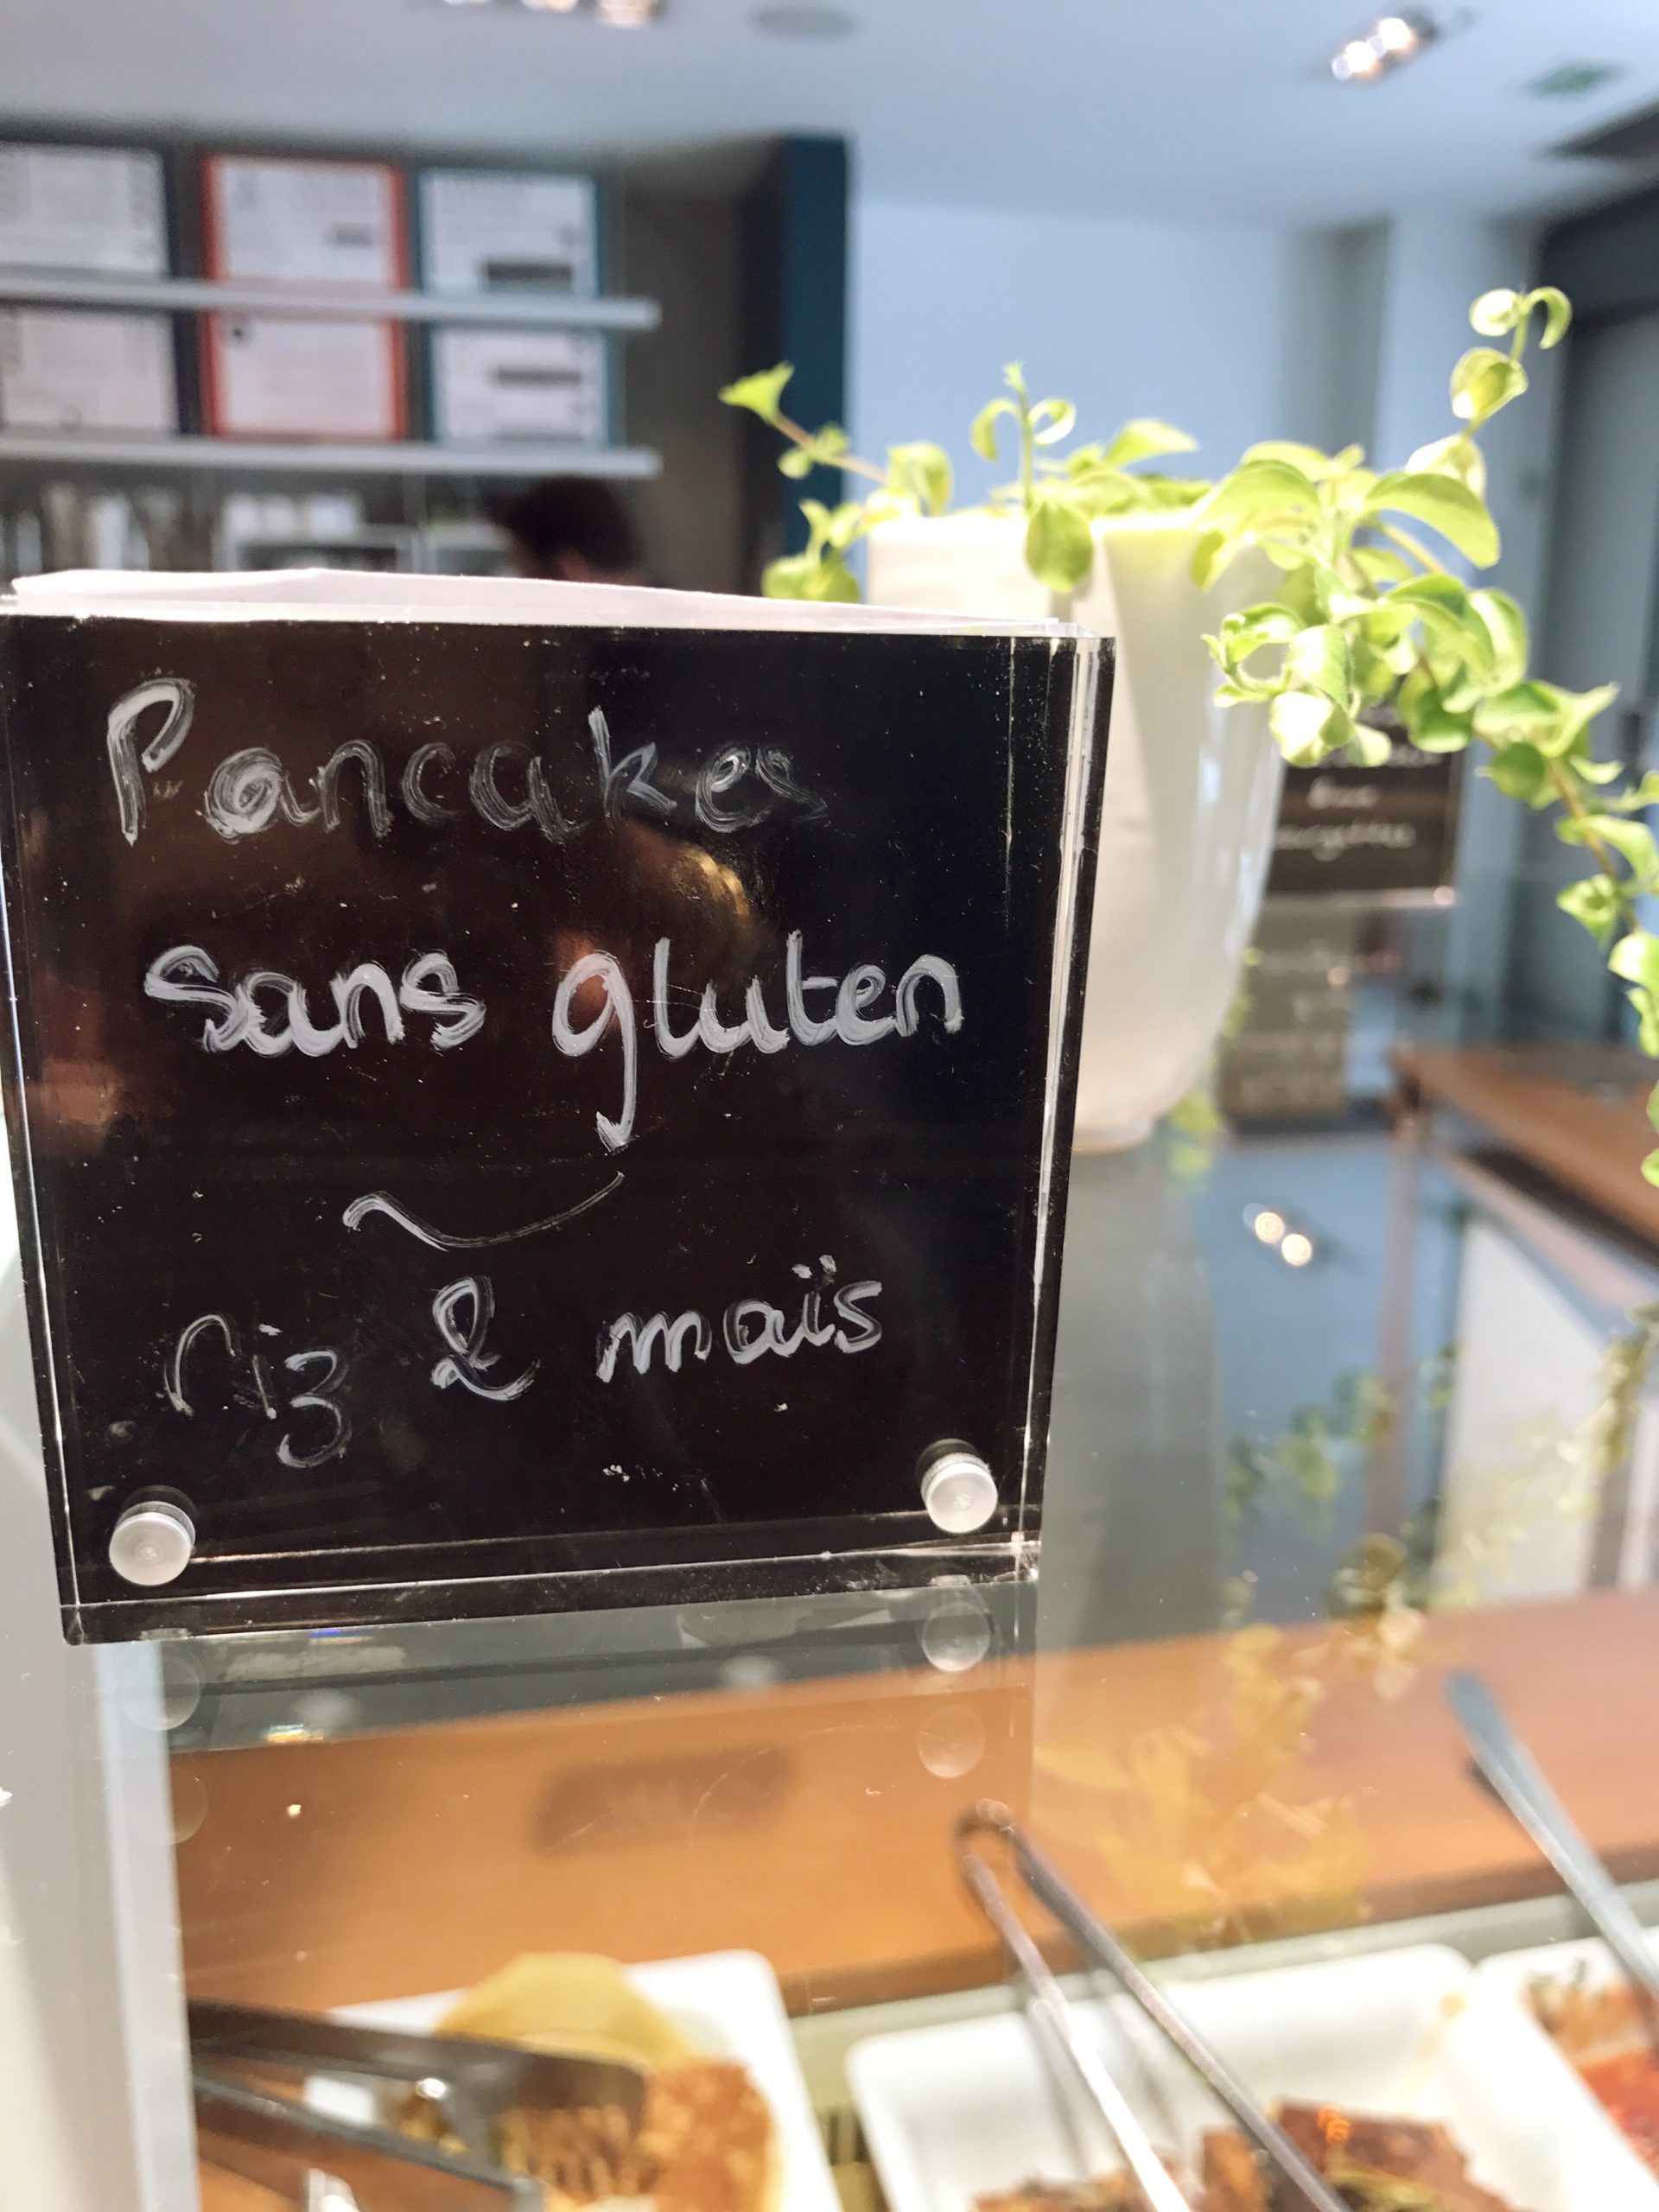 Pancakes
sans gluten
riz & maïs